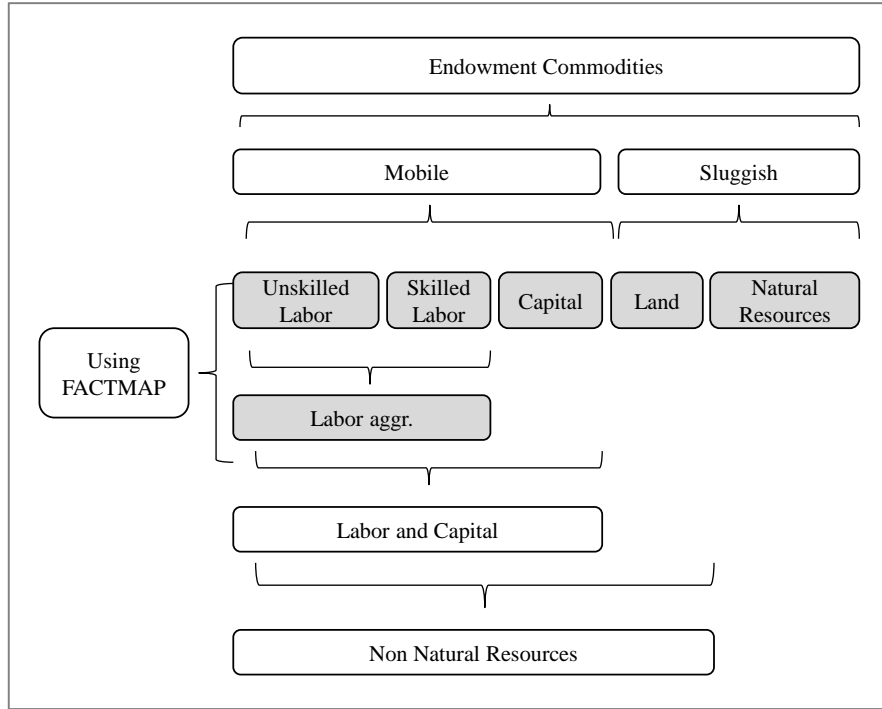 Endowment Commodities
Mobile
Sluggish
Unskilled
Labor
Skilled
Labor
Capital
Land
Natural
Resources
Using
FACTMAP
Labor aggr.
Labor and Capital
Non Natural Resources